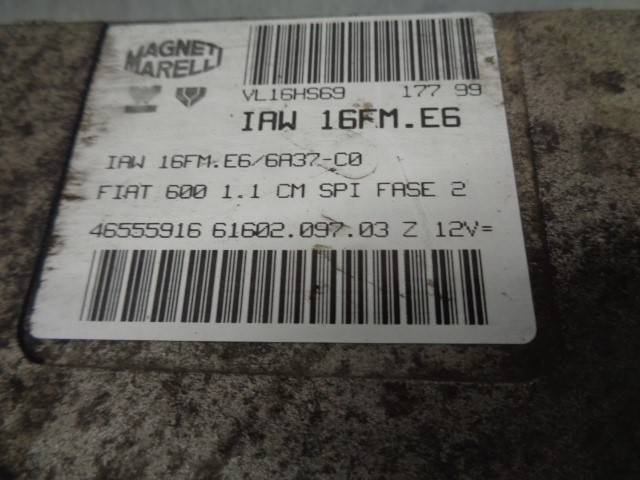 MAGNETI
MARELLI
VL16HS69 177 99
IAW 16FM.E6
IAW 16FM.E6/6A37-C0
FIAT 600 1.1 CM SPI FASE 2
46555916 61602.097.03 Z 12V=